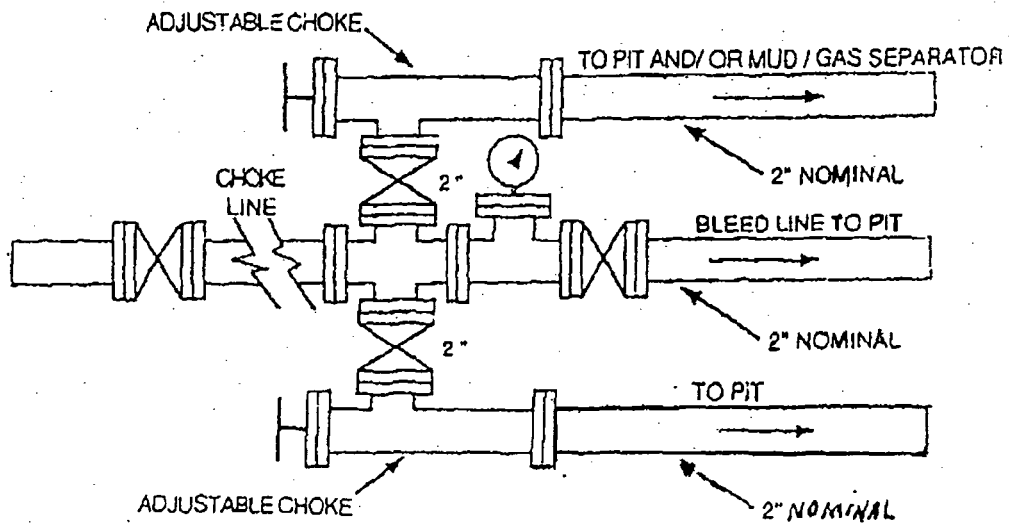 ADJUSTABLE CHOKE
TO PIT AND/OR MUD / GAS SEPARATOR
2" NOMINAL
2"
CHOKE
LINE
BLEED LINE TO PIT
2" NOMINAL
2"
TO PIT
ADJUSTABLE CHOKE
2" NOMINAL